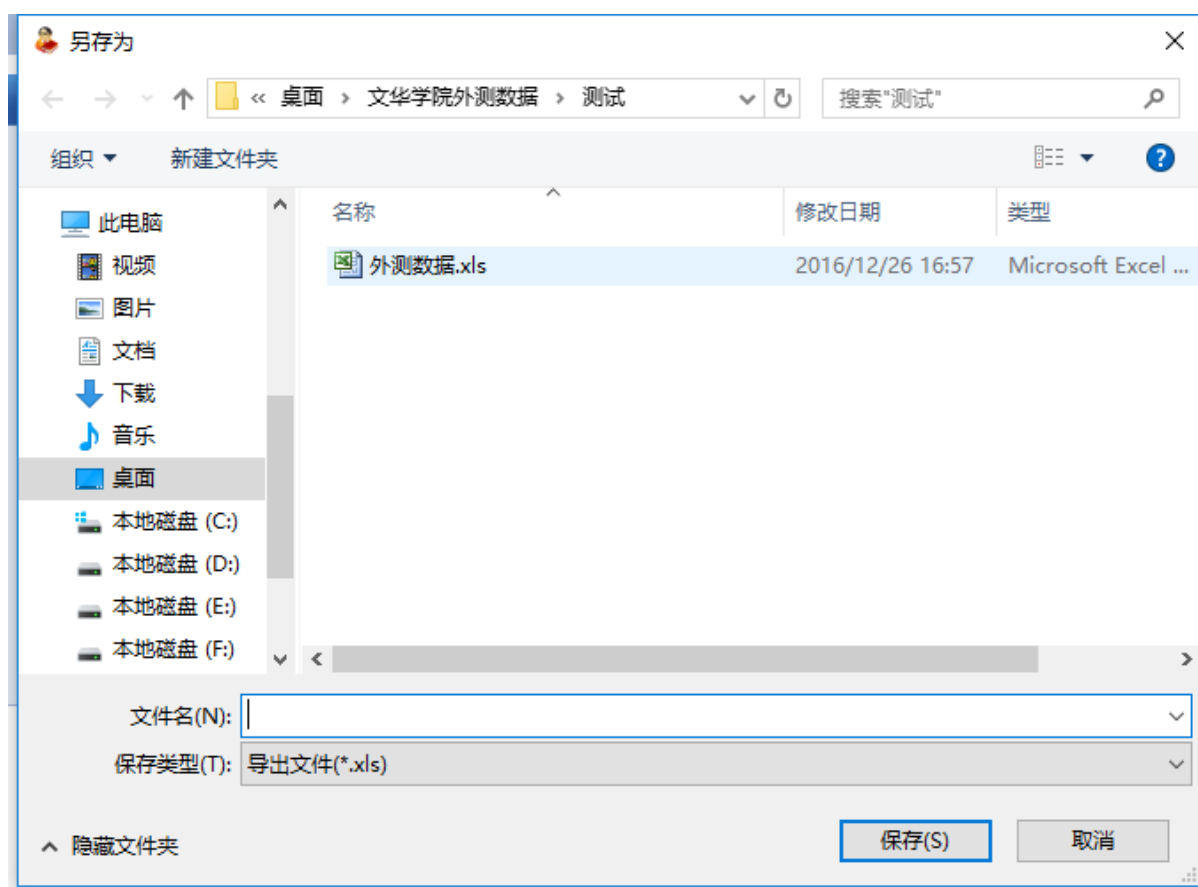 另存为
« 桌面 › 文华学院外测数据 › 测试
搜索"测试"
组织 新建文件夹
此电脑
视频
图片
文档
下载
音乐
桌面
本地磁盘 (C:)
本地磁盘 (D:)
本地磁盘 (E:)
本地磁盘 (F:)
名称 修改日期 类型
外测数据.xls 2016/12/26 16:57 Microsoft Excel ...
文件名(N):
保存类型(T): 导出文件(*.xls)
隐藏文件夹 保存(S) 取消